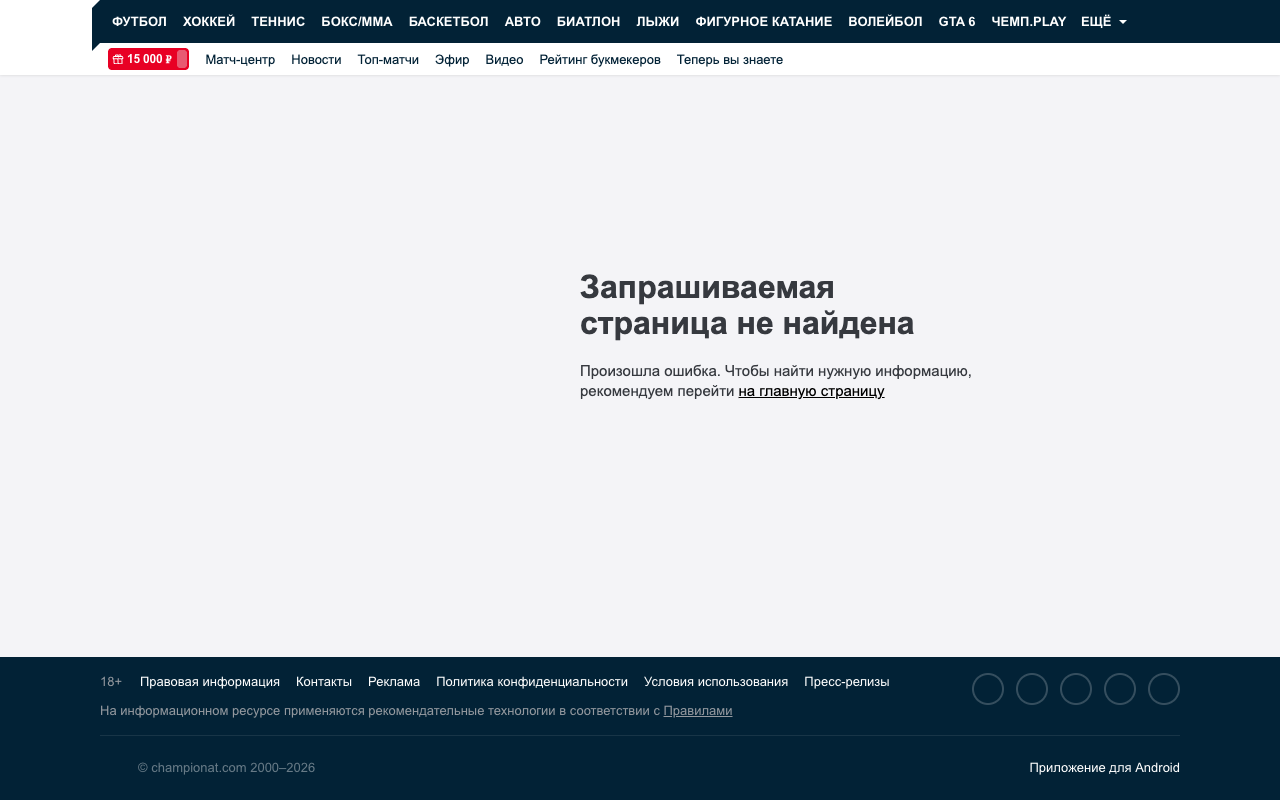 ФУТБОЛ ХОККЕЙ ТЕННИС БОКС/ММА БАСКЕТБОЛ АВТО БИАТЛОН ЛЫЖИ ФИГУРНОЕ КАТАНИЕ ВОЛЕЙБОЛ GTA 6 ЧЕМП.PLAY ЕЩЁ
15 000 ₽ Матч-центр Новости Топ-матчи Эфир Видео Рейтинг букмекеров Теперь вы знаете
Запрашиваемая
страница не найдена
Произошла ошибка. Чтобы найти нужную информацию,
рекомендуем перейти на главную страницу
18+ Правовая информация Контакты Реклама Политика конфиденциальности Условия использования Пресс-релизы
На информационном ресурсе применяются рекомендательные технологии в соответствии с Правилами
© championat.com 2000–2026 Приложение для Android